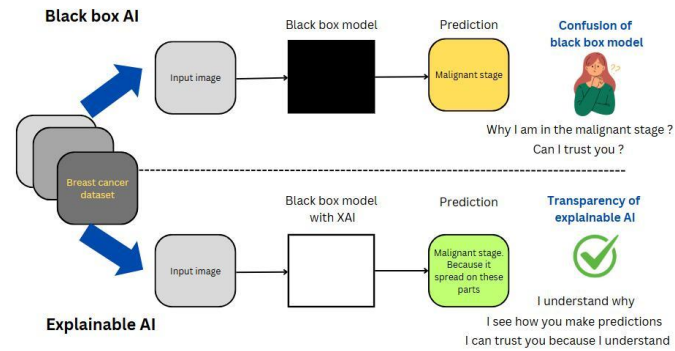 Black box AI
Black box model
Prediction
Confusion of
black box model
Input image
Malignant stage
??
Why I am in the malignant stage ?
Can I trust you ?
Breast cancer
dataset
Black box model
with XAI
Prediction
Transparency of
explainable AI
Input image
Malignant stage.
Because it
spread on these
parts
I understand why
I see how you make predictions
I can trust you because I understand
Explainable AI